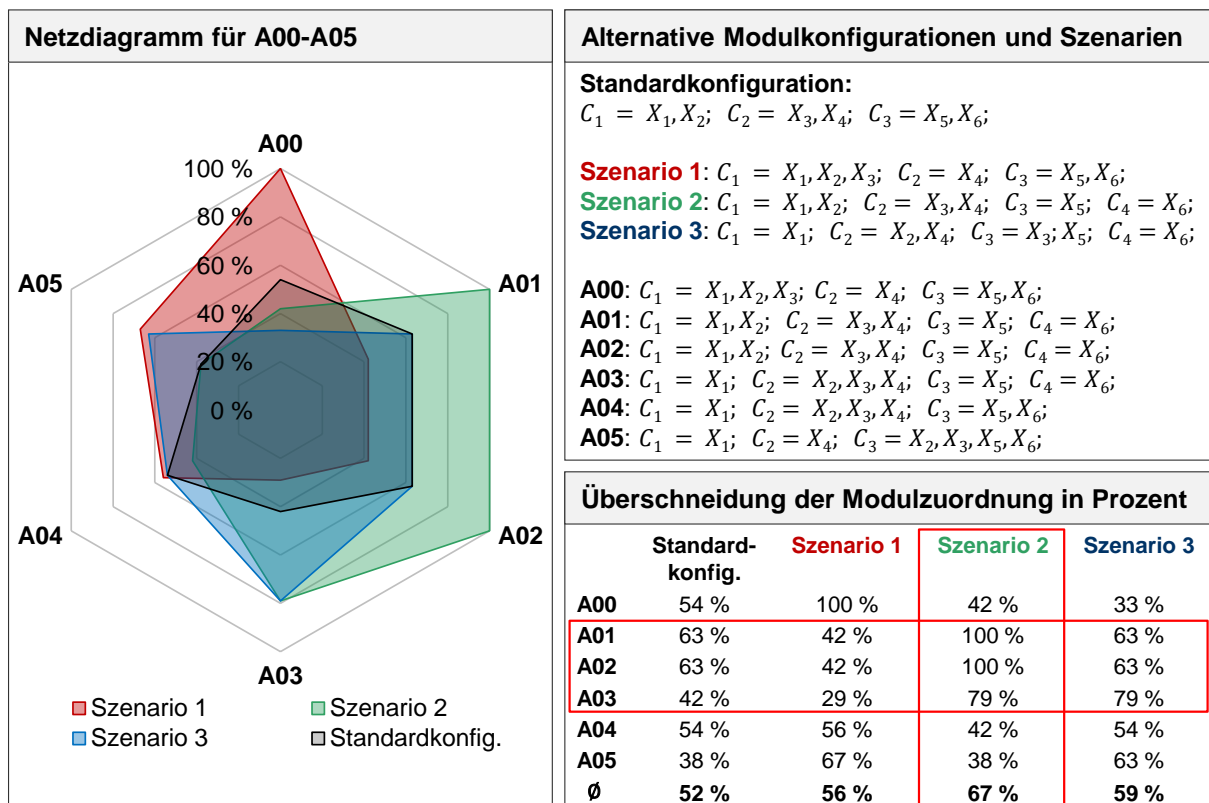 Netzdiagramm für A00-A05
A00
100 %
80 %
60 %
40 %
20 %
0 %
A05
A01
A04
A02
A03
Szenario 1
Szenario 2
Szenario 3
Standardkonfig.
Alternative Modulkonfigurationen und Szenarien
Standardkonfiguration:
C₁ = X₁, X₂; C₂ = X₃, X₄; C₃ = X₅, X₆;
Szenario 1: C₁ = X₁, X₂, X₃; C₂ = X₄; C₃ = X₅, X₆;
Szenario 2: C₁ = X₁, X₂; C₂ = X₃, X₄; C₃ = X₅; C₄ = X₆;
Szenario 3: C₁ = X₁; C₂ = X₂, X₄; C₃ = X₃; X₅; C₄ = X₆;
A00: C₁ = X₁, X₂, X₃; C₂ = X₄; C₃ = X₅, X₆;
A01: C₁ = X₁, X₂; C₂ = X₃, X₄; C₃ = X₅; C₄ = X₆;
A02: C₁ = X₁, X₂; C₂ = X₃, X₄; C₃ = X₅; C₄ = X₆;
A03: C₁ = X₁; C₂ = X₂, X₃, X₄; C₃ = X₅; C₄ = X₆;
A04: C₁ = X₁; C₂ = X₂, X₃, X₄; C₃ = X₅, X₆;
A05: C₁ = X₁; C₂ = X₄; C₃ = X₂, X₃, X₅, X₆;
Überschneidung der Modulzuordnung in Prozent
Standard-konfig. Szenario 1 Szenario 2 Szenario 3
A00 54 % 100 % 42 % 33 %
A01 63 % 42 % 100 % 63 %
A02 63 % 42 % 100 % 63 %
A03 42 % 29 % 79 % 79 %
A04 54 % 56 % 42 % 54 %
A05 38 % 67 % 38 % 63 %
Ø 52 % 56 % 67 % 59 %